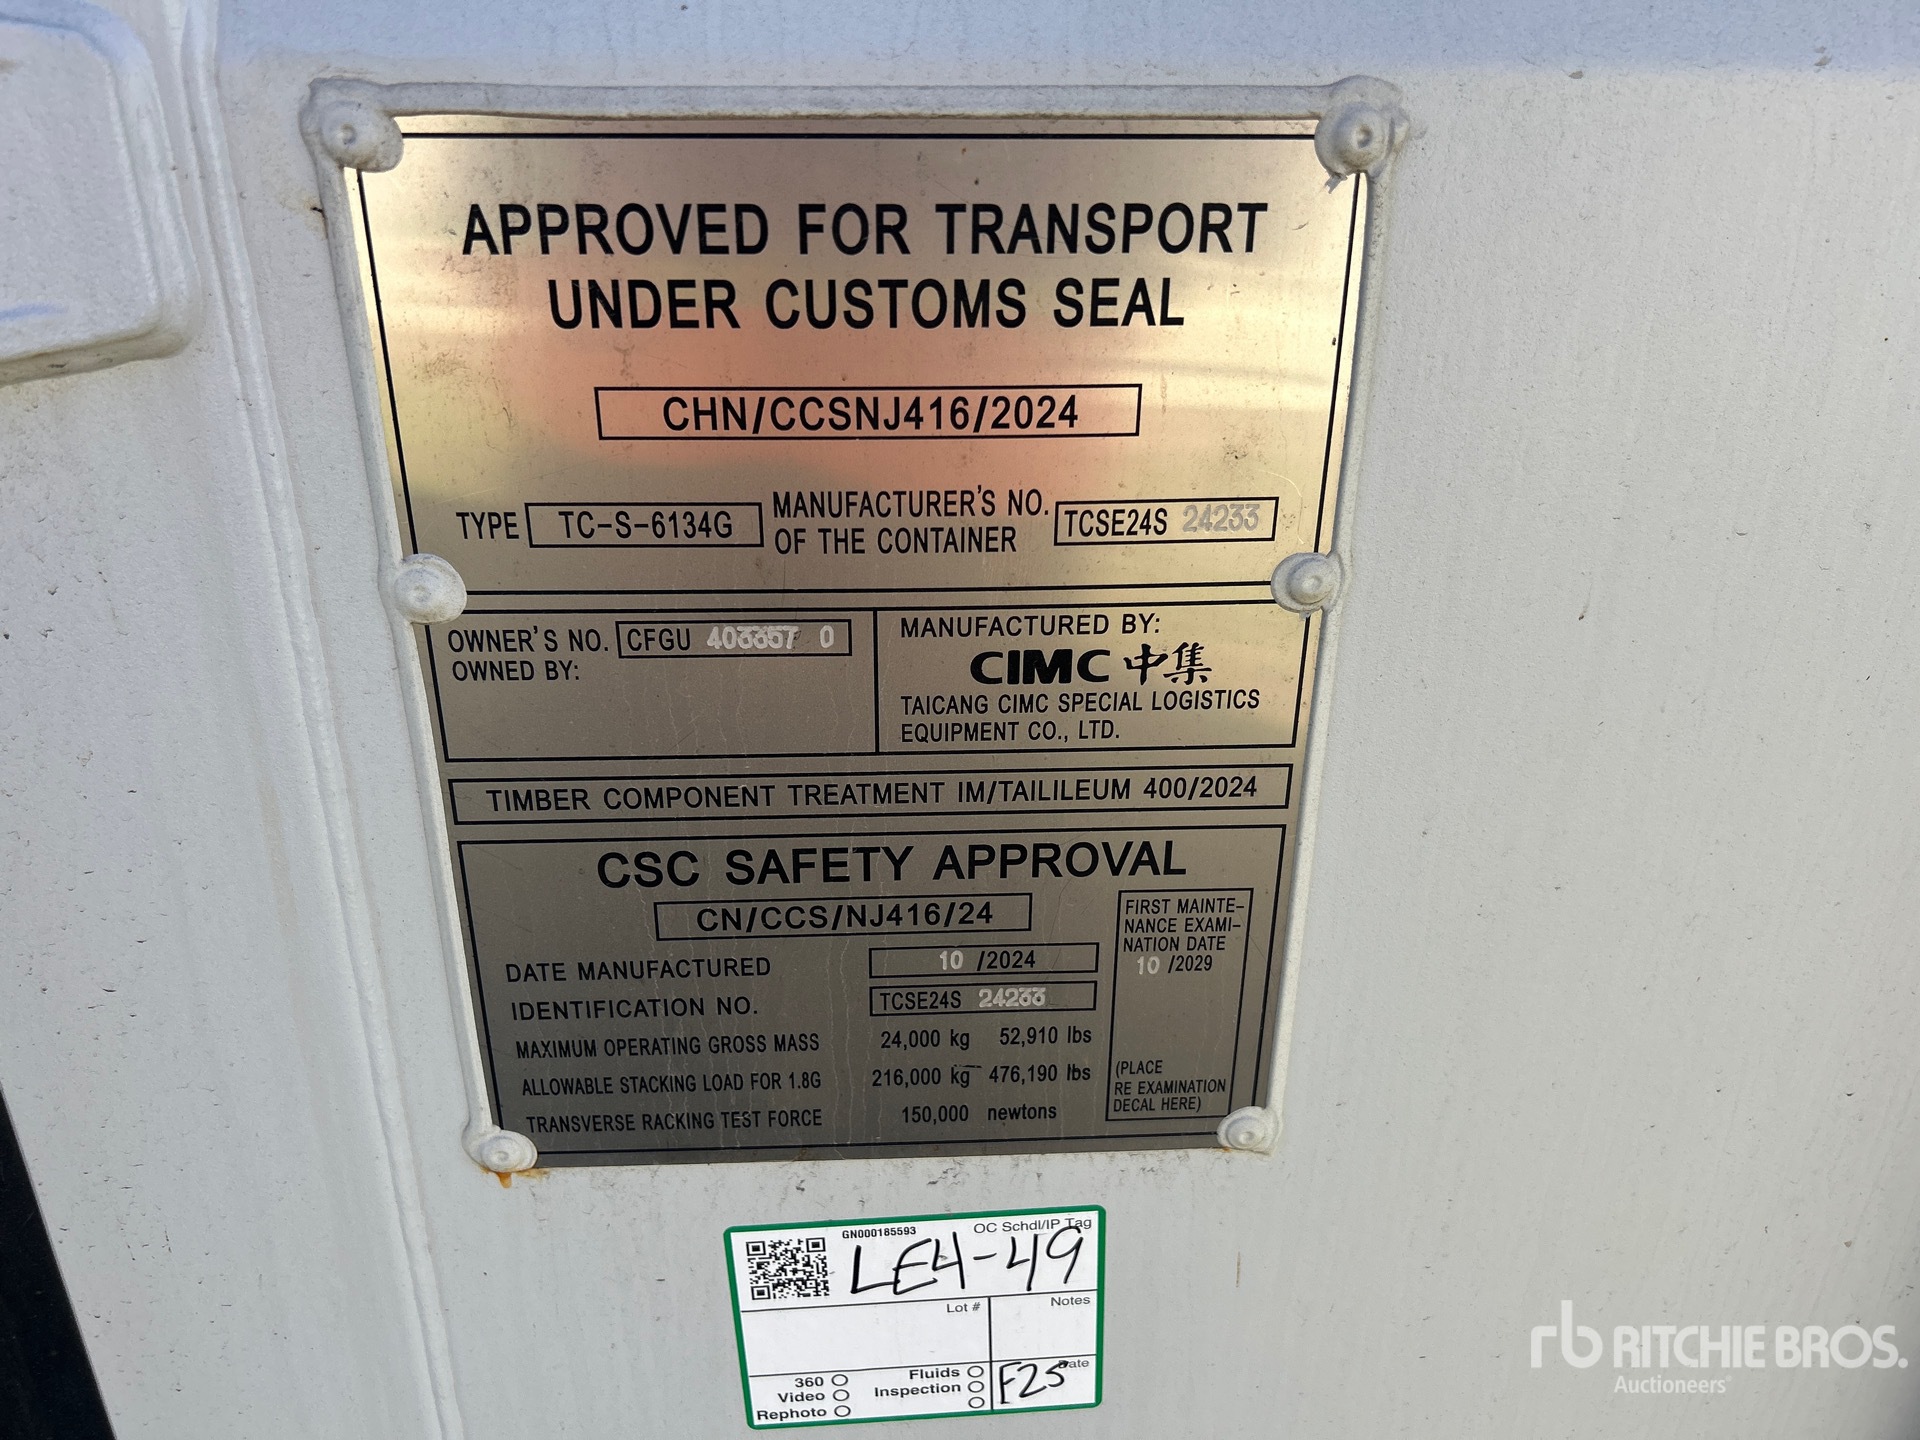 APPROVED FOR TRANSPORT
UNDER CUSTOMS SEAL
CHN/CCSNJ416/2024
TYPE TC-S-6134G MANUFACTURER'S NO. OF THE CONTAINER TCSE24S 24233
OWNER'S NO. CFGU 403357 0
OWNED BY:
MANUFACTURED BY:
CIMC 中集
TAICANG CIMC SPECIAL LOGISTICS
EQUIPMENT CO., LTD.
TIMBER COMPONENT TREATMENT IM/TAILILEUM 400/2024
CSC SAFETY APPROVAL
CN/CCS/NJ416/24
DATE MANUFACTURED 10 /2024
IDENTIFICATION NO. TCSE24S 24233
MAXIMUM OPERATING GROSS MASS 24,000 kg 52,910 lbs
ALLOWABLE STACKING LOAD FOR 1.8G 216,000 kg 476,190 lbs
TRANSVERSE RACKING TEST FORCE 150,000 newtons
FIRST MAINTE-
NANCE EXAMI-
NATION DATE
10 /2029
(PLACE
RE EXAMINATION
DECAL HERE)
GN000185593 OC Schdl/IP Tag
LE4-49
Lot # Notes
360 Fluids Date
Video Inspection F25
Rephoto
rb RITCHIE BROS.
Auctioneers